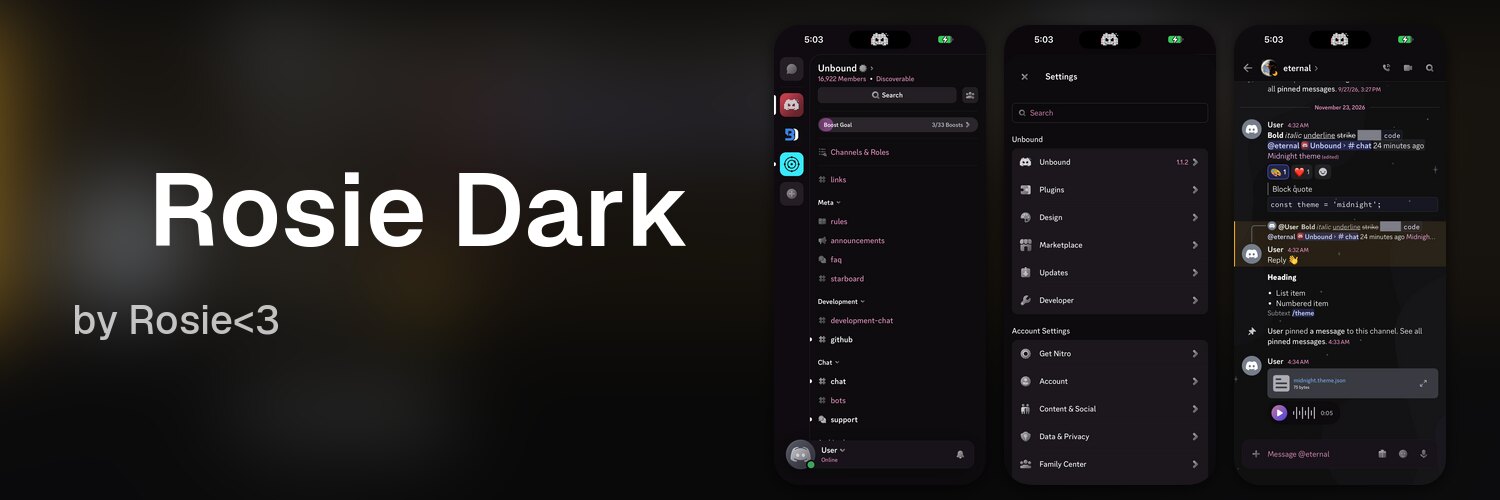 Rosie Dark
by Rosie<3
5:03
Unbound
16,922 Members • Discoverable
Search
Boost Goal
3/33 Boosts
Channels & Roles
links
Meta
rules
announcements
faq
starboard
Development
development-chat
github
Chat
chat
bots
support
User
Online
5:03
Settings
Search
Unbound
Unbound
1.1.2
Plugins
Design
Marketplace
Updates
Developer
Account Settings
Get Nitro
Account
Content & Social
Data & Privacy
Family Center
5:03
eternal
all pinned messages. 9/27/26, 3:27 PM
November 23, 2026
User 4:32 AM
Bold italic underline strike code
@eternal Unbound › # chat 24 minutes ago
Midnight theme (edited)
1 1
Block quote
const theme = 'midnight';
@User Bold italic underline strike code
@eternal Unbound › # chat 24 minutes ago Midnigh...
User 4:32 AM
Reply
Heading
• List item
• Numbered item
Subtext /theme
User pinned a message to this channel. See all
pinned messages. 4:33 AM
User 4:34 AM
midnight.theme.json
75 bytes
0:05
Message @eternal